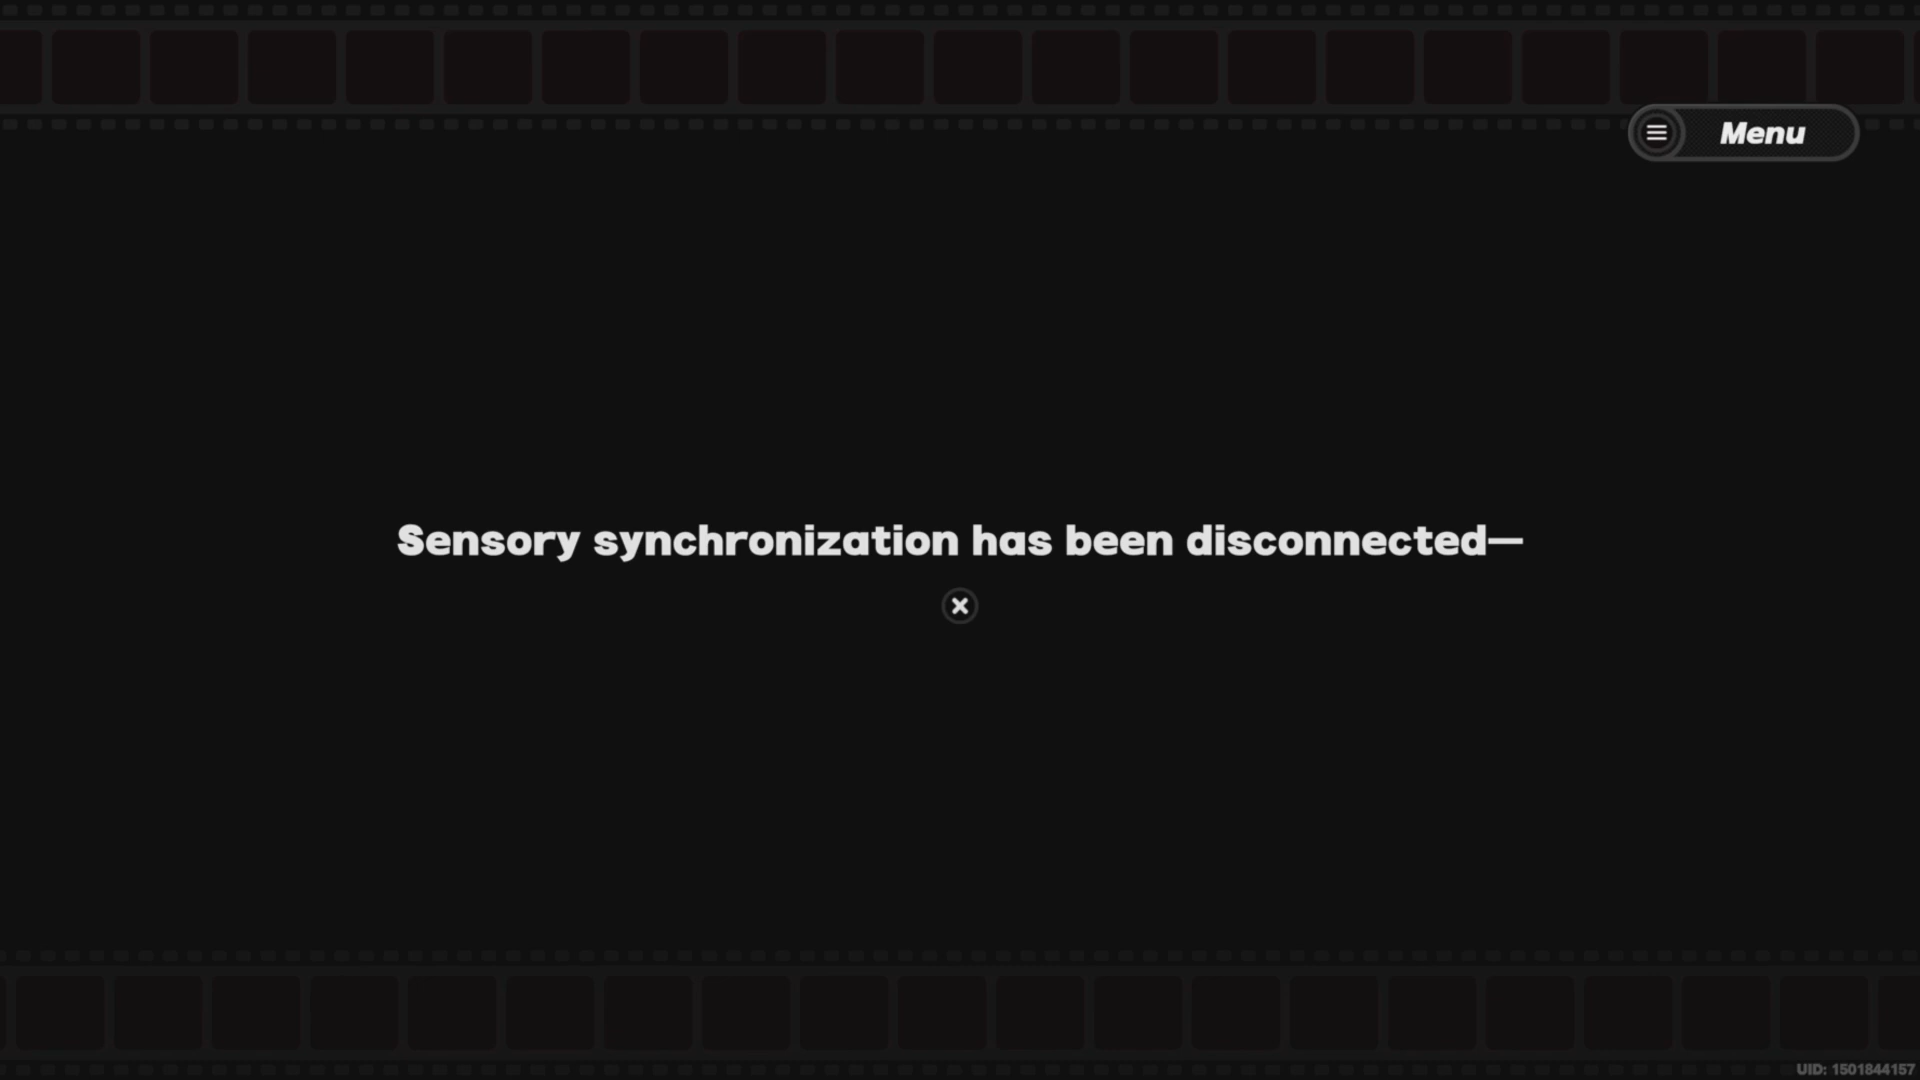 Menu
Sensory synchronization has been disconnected—
UID: 1501844157